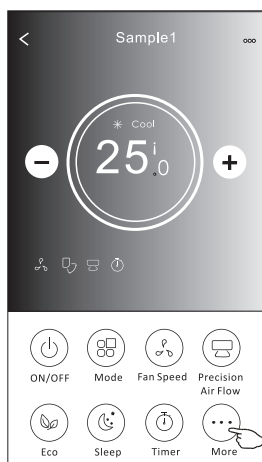 Sample1
Cool
25.0
ON/OFF Mode Fan Speed Precision Air Flow
Eco Sleep Timer More